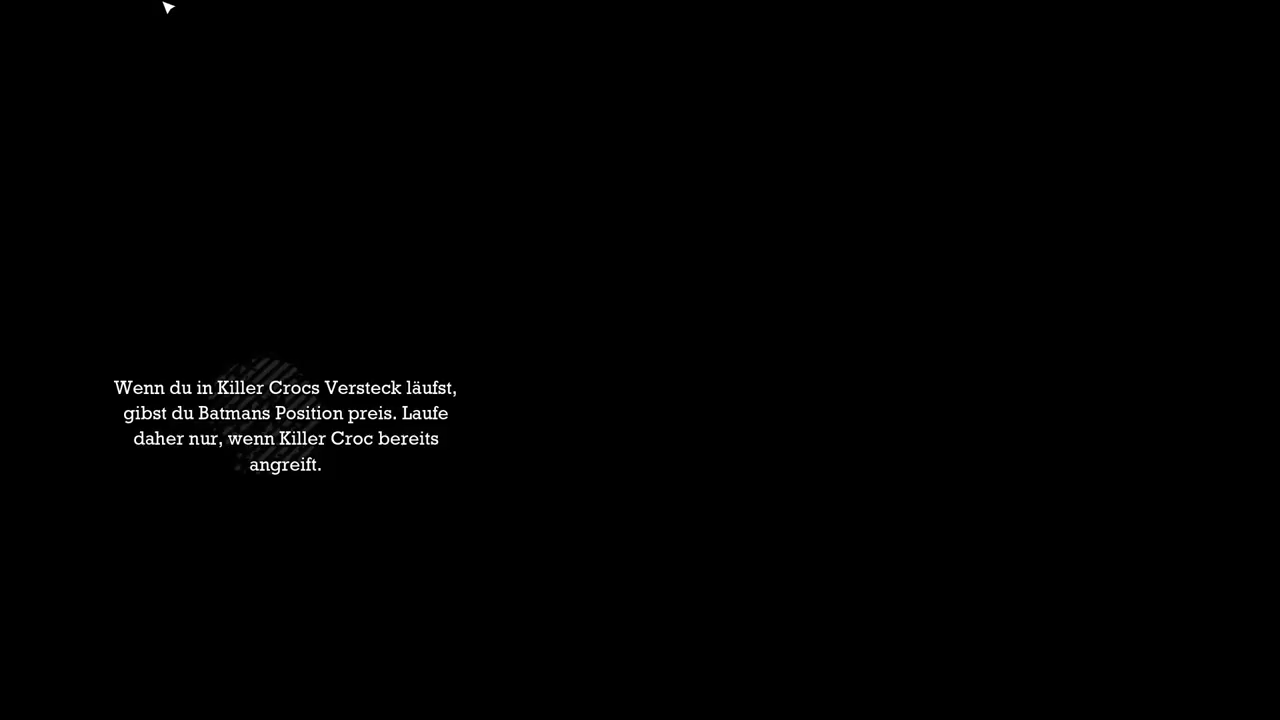 Wenn du in Killer Crocs Versteck läufst,
gibst du Batmans Position preis. Laufe
daher nur, wenn Killer Croc bereits
angreift.